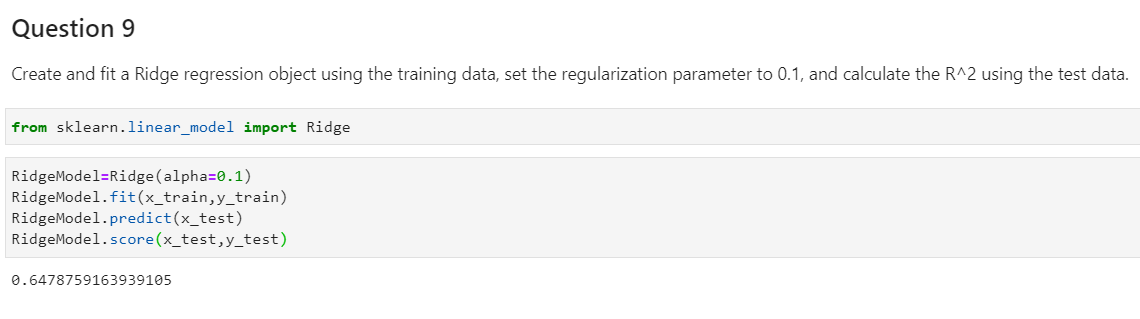 Question 9
Create and fit a Ridge regression object using the training data, set the regularization parameter to 0.1, and calculate the R^2 using the test data.
from sklearn.linear_model import Ridge
RidgeModel=Ridge(alpha=0.1)
RidgeModel.fit(x_train,y_train)
RidgeModel.predict(x_test)
RidgeModel.score(x_test,y_test)
0.6478759163939105